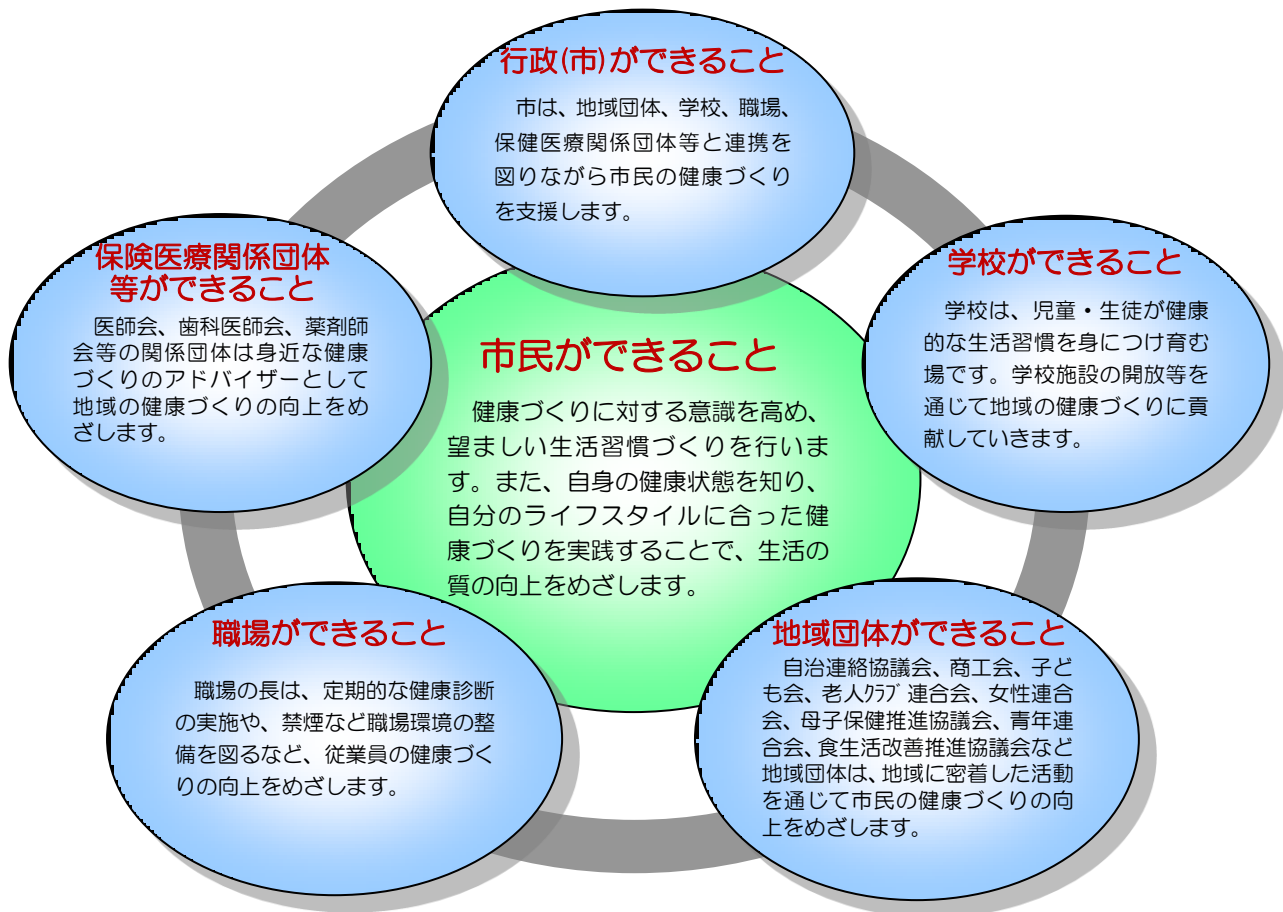 行政(市)ができること
市は、地域団体、学校、職場、
保健医療関係団体等と連携を
図りながら市民の健康づくり
を支援します。
保険医療関係団体
等ができること
医師会、歯科医師会、薬剤師
会等の関係団体は身近な健康
づくりのアドバイザーとして
地域の健康づくりの向上をめ
ざします。
学校ができること
学校は、児童・生徒が健康
的な生活習慣を身につけ育む
場です。学校施設の開放等を
通じて地域の健康づくりに貢
献していきます。
市民ができること
健康づくりに対する意識を高め、
望ましい生活習慣づくりを行いま
す。また、自身の健康状態を知り、
自分のライフスタイルに合った健
康づくりを実践することで、生活の
質の向上をめざします。
職場ができること
職場の長は、定期的な健康診断
の実施や、禁煙など職場環境の整
備を図るなど、従業員の健康づく
りの向上をめざします。
地域団体ができること
自治連絡協議会、商工会、子ど
も会、老人ｸﾗﾌﾞ連合会、女性連合
会、母子保健推進協議会、青年連
合会、食生活改善推進協議会など
地域団体は、地域に密着した活動
を通じて市民の健康づくりの向
上をめざします。